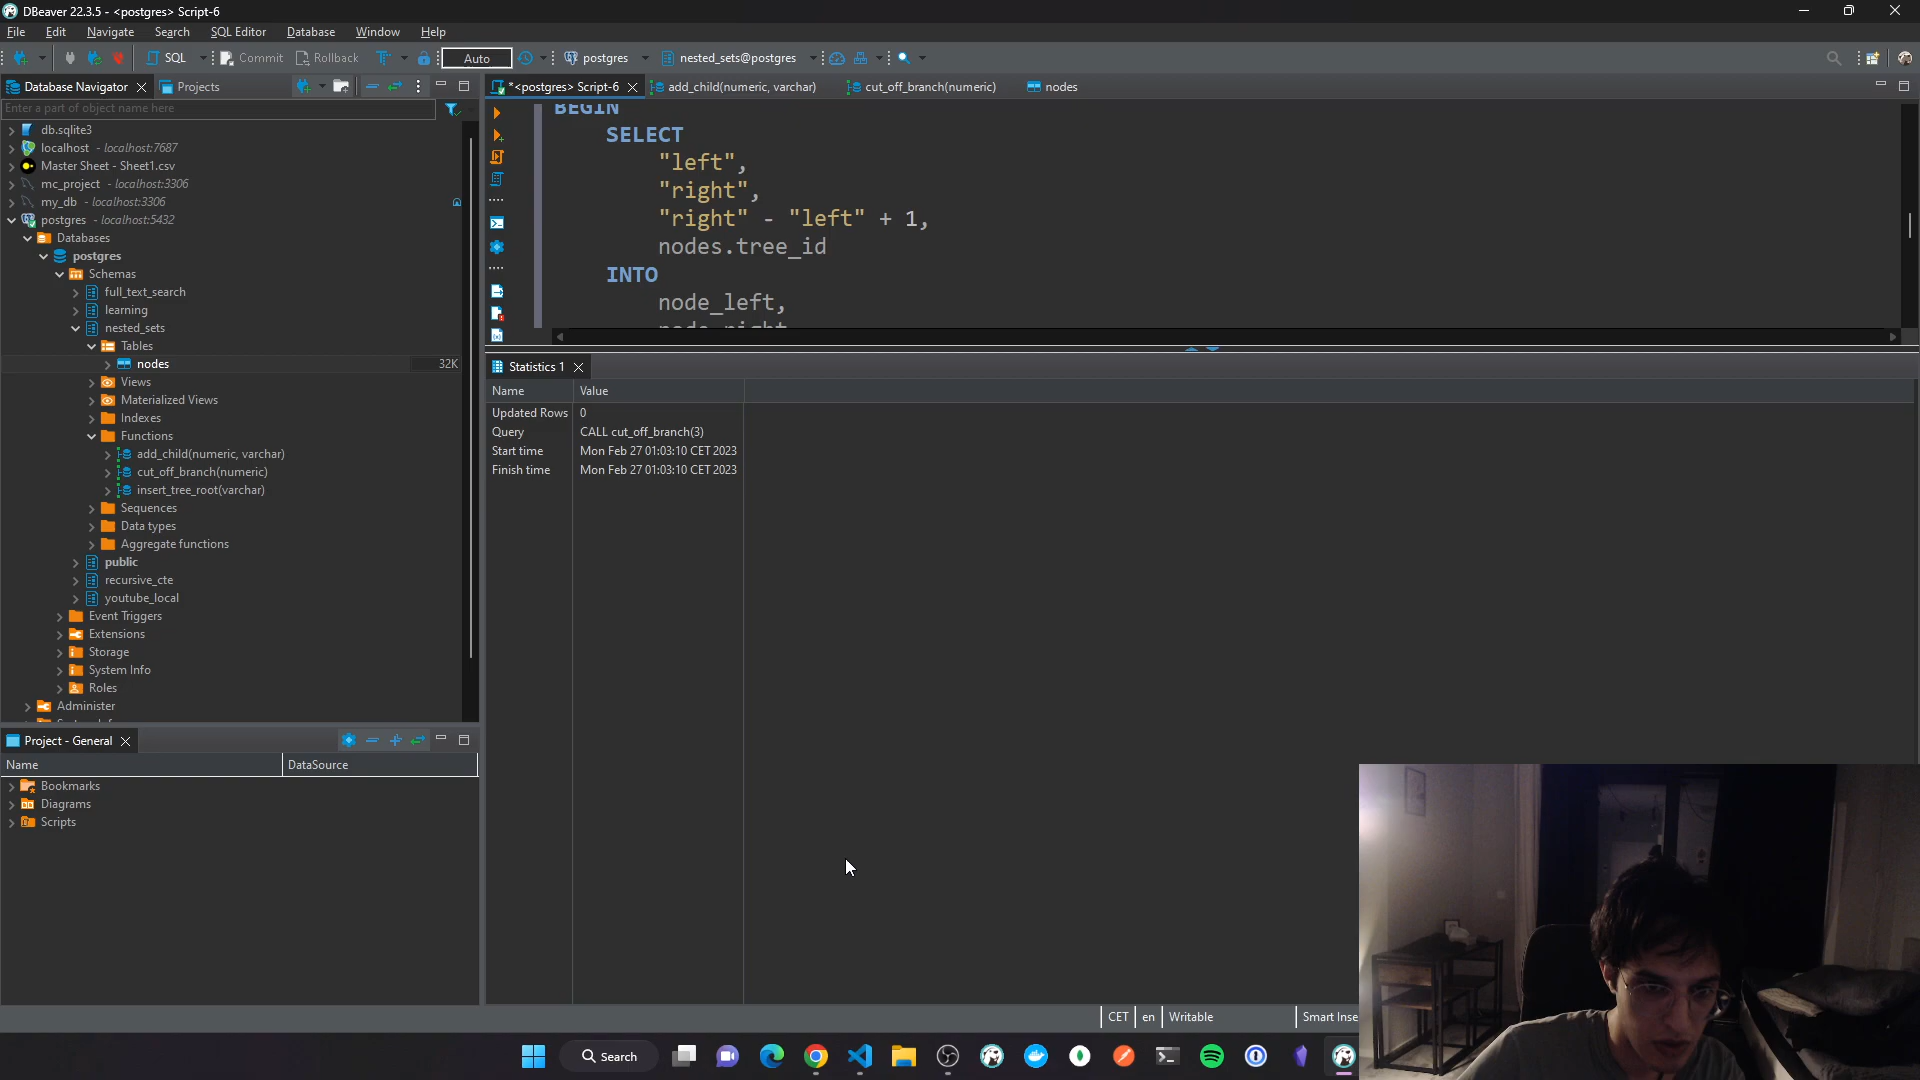 DBeaver 22.3.5 - <postgres> Script-6
File Edit Navigate Search SQL Editor Database Window Help
SQL Commit Rollback Auto postgres nested_sets@postgres
Database Navigator Projects
Enter a part of object name here
db.sqlite3
localhost - localhost:7687
Master Sheet - Sheet1.csv
mc_project - localhost:3306
my_db - localhost:3306
postgres - localhost:5432
Databases
postgres
Schemas
full_text_search
learning
nested_sets
Tables
nodes 32K
Views
Materialized Views
Indexes
Functions
add_child(numeric, varchar)
cut_off_branch(numeric)
insert_tree_root(varchar)
Sequences
Data types
Aggregate functions
public
recursive_cte
youtube_local
Event Triggers
Extensions
Storage
System Info
Roles
Administer
Project - General
Name DataSource
Bookmarks
Diagrams
Scripts
*<postgres> Script-6 add_child(numeric, varchar) cut_off_branch(numeric) nodes
BEGIN
SELECT
"left",
"right",
"right" - "left" + 1,
nodes.tree_id
INTO
node_left,
Statistics 1
Name Value
Updated Rows 0
Query CALL cut_off_branch(3)
Start time Mon Feb 27 01:03:10 CET 2023
Finish time Mon Feb 27 01:03:10 CET 2023
CET en Writable Smart Inse
Search